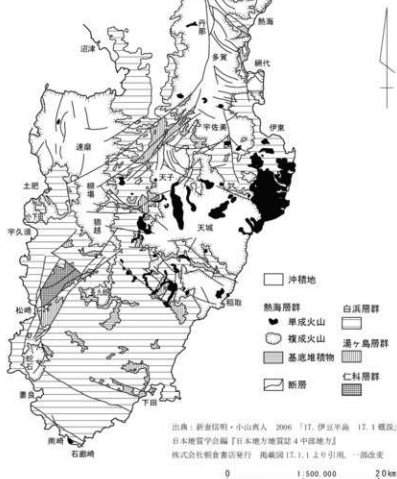 丹那
熱海
沼津
多賀
網代
宇佐美
伊東
達磨
天子
土肥
棚場
猫越
宇久須
天城
松崎
稲取
蛇石
妻良
下田
南崎
石廊崎
沖積地
熱海層群
白浜層群
単成火山
湯ヶ島層群
複成火山
基底堆積物
仁科層群
断層
出典:新妻信明・小山真人 2006 「17. 伊豆半島 17.1 概説」
日本地質学会編『日本地方地質誌 4 中部地方』
株式会社朝倉書店発行 掲載図 17.1.1 より引用、一部改変
0 1:500,000 20km